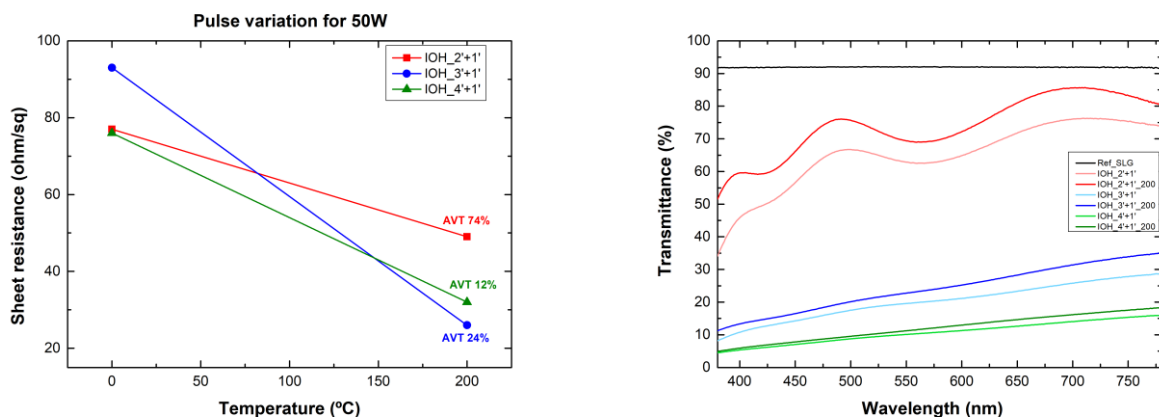 Pulse variation for 50W
Sheet resistance (ohm/sq)
100
80
60
40
20
IOH_2'+1'
IOH_3'+1'
IOH_4'+1'
AVT 74%
AVT 12%
AVT 24%
0
50
100
150
200
Temperature (ºC)
Transmittance (%)
100
90
80
70
60
50
40
30
20
10
0
Ref_SLG
IOH_2'+1'
IOH_2'+1'_200
IOH_3'+1'
IOH_3'+1'_200
IOH_4'+1'
IOH_4'+1'_200
400
450
500
550
600
650
700
750
Wavelength (nm)